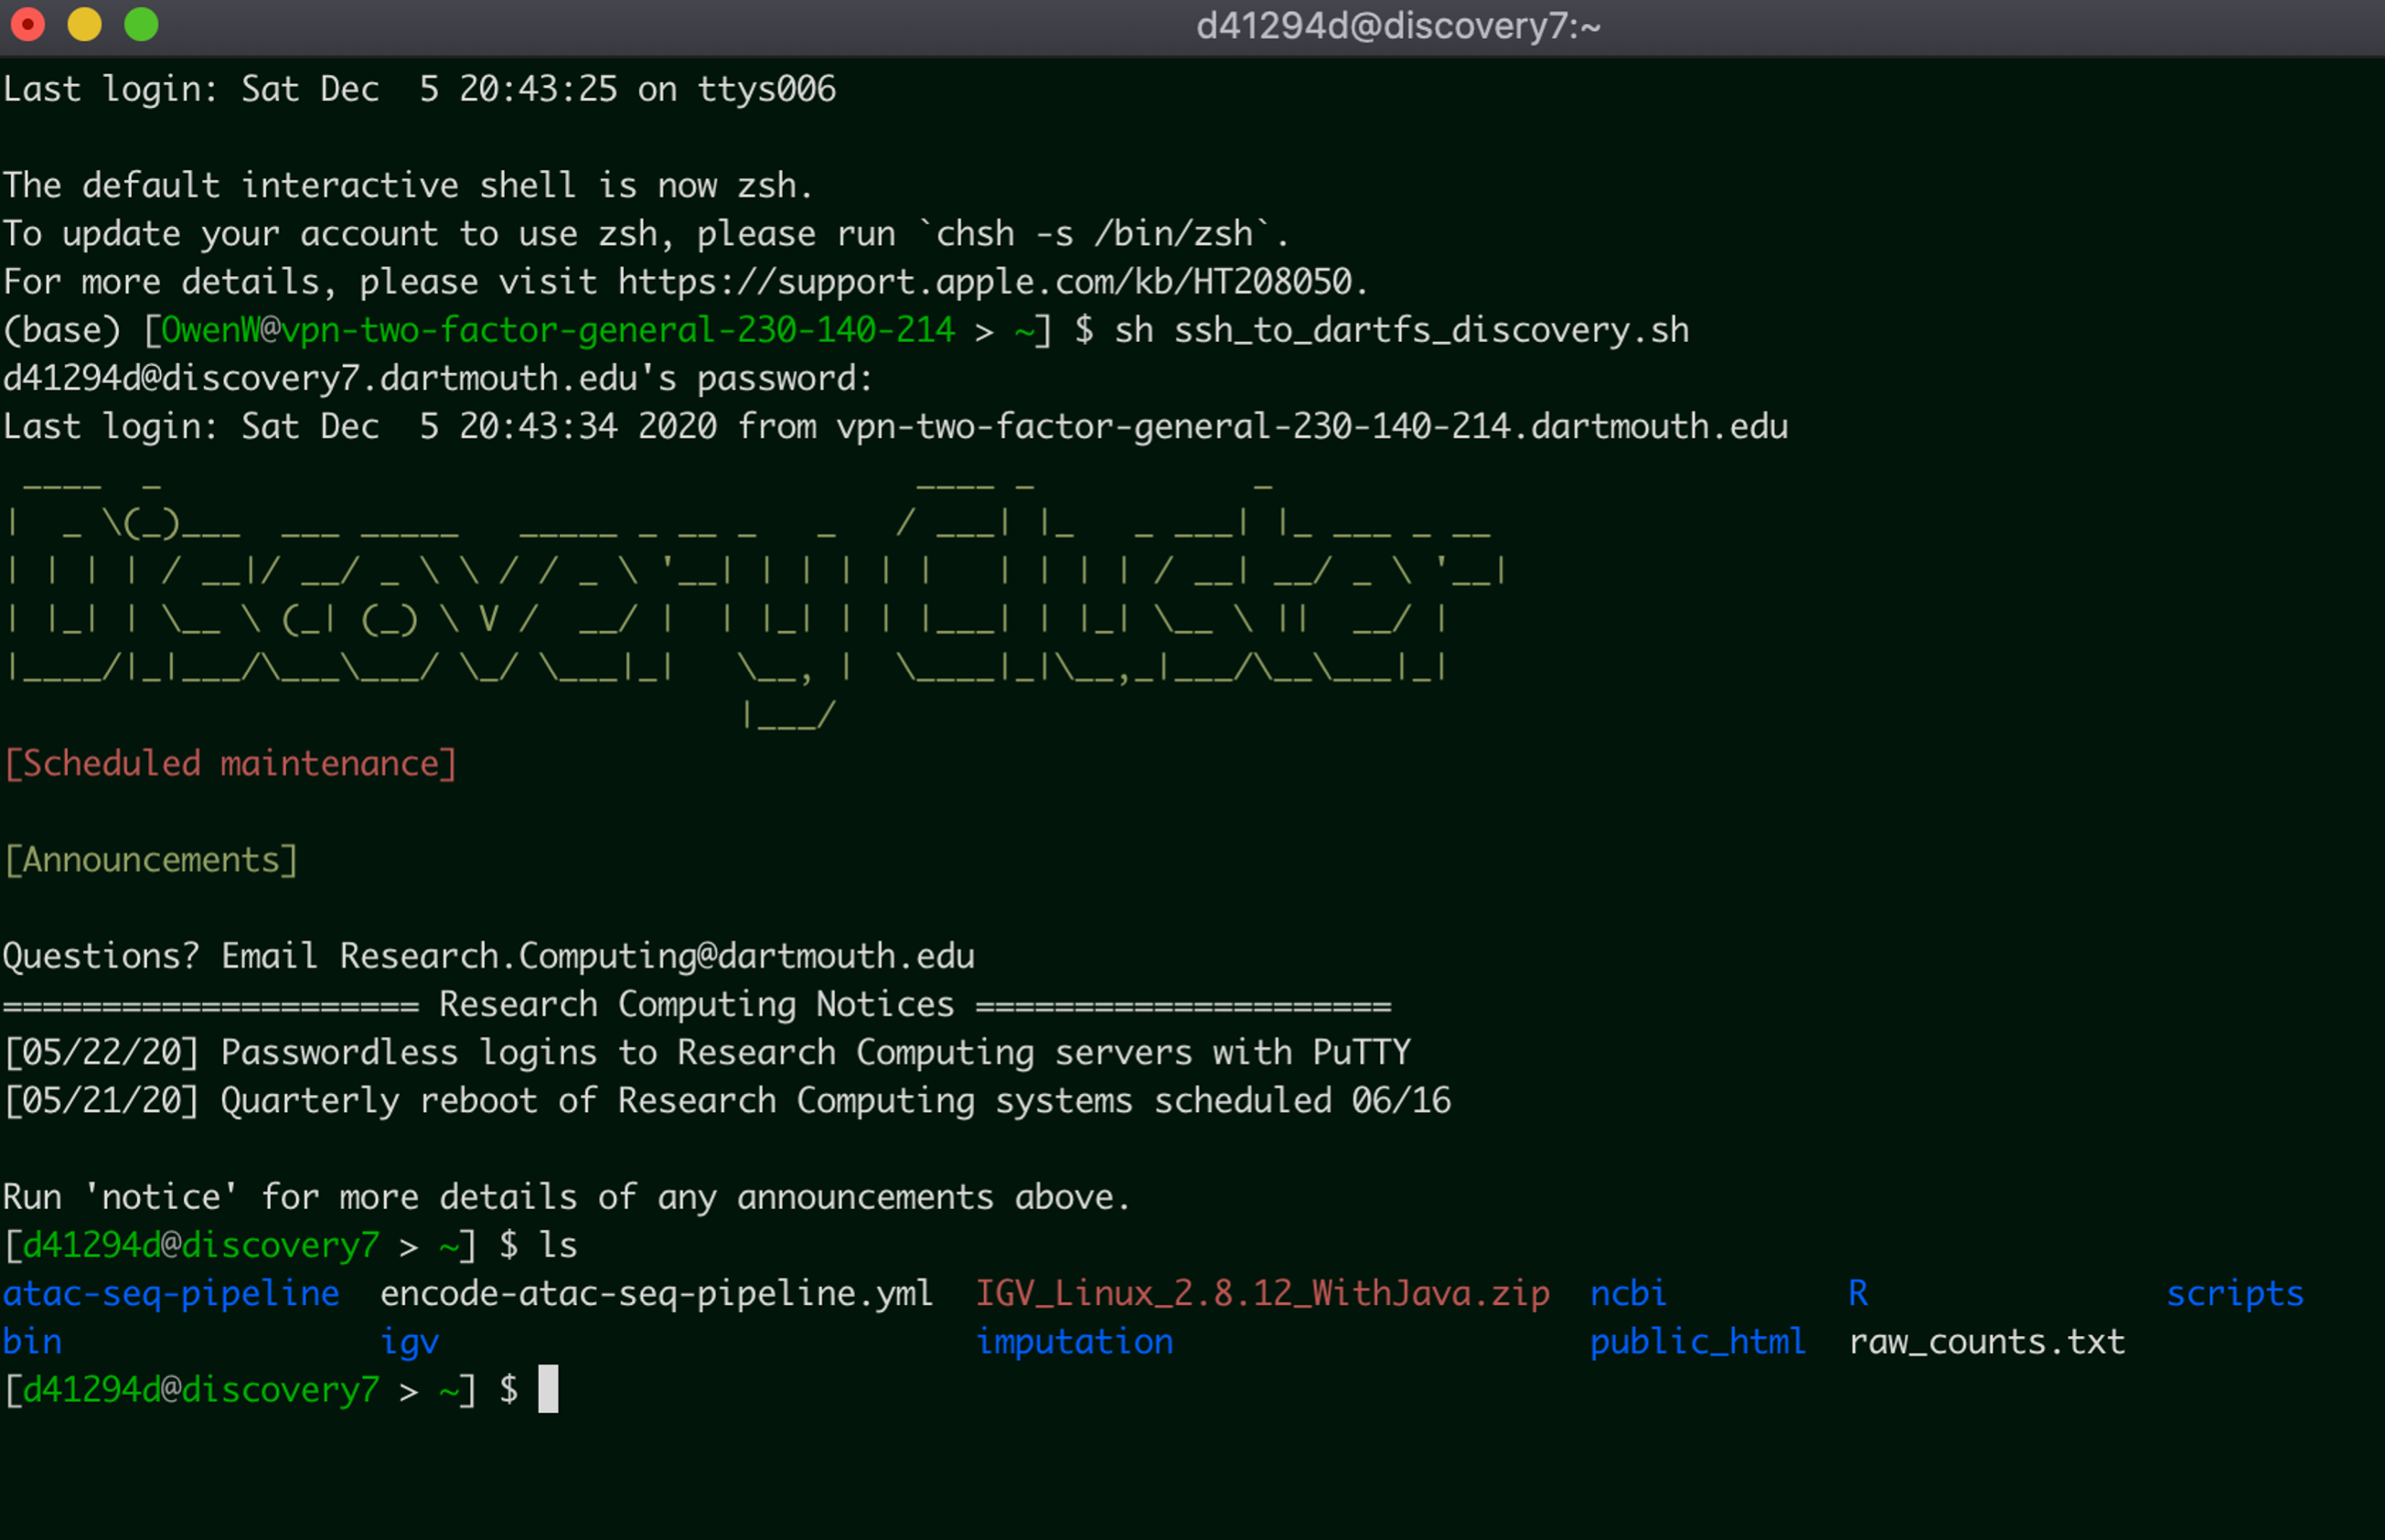 d41294d@discovery7:~
Last login: Sat Dec  5 20:43:25 on ttys006
The default interactive shell is now zsh.
To update your account to use zsh, please run `chsh -s /bin/zsh`.
For more details, please visit https://support.apple.com/kb/HT208050.
(base) [OwenW@vpn-two-factor-general-230-140-214 > ~] $ sh ssh_to_dartfs_discovery.sh
d41294d@discovery7.dartmouth.edu's password:
Last login: Sat Dec  5 20:43:34 2020 from vpn-two-factor-general-230-140-214.dartmouth.edu
Discovery Cluster
[Scheduled maintenance]
[Announcements]
Questions? Email Research.Computing@dartmouth.edu
===================== Research Computing Notices =====================
[05/22/20] Passwordless logins to Research Computing servers with PuTTY
[05/21/20] Quarterly reboot of Research Computing systems scheduled 06/16
Run 'notice' for more details of any announcements above.
[d41294d@discovery7 > ~] $ ls
atac-seq-pipeline  encode-atac-seq-pipeline.yml  IGV_Linux_2.8.12_WithJava.zip  ncbi         R               scripts
bin                igv                           imputation                     public_html  raw_counts.txt
[d41294d@discovery7 > ~] $